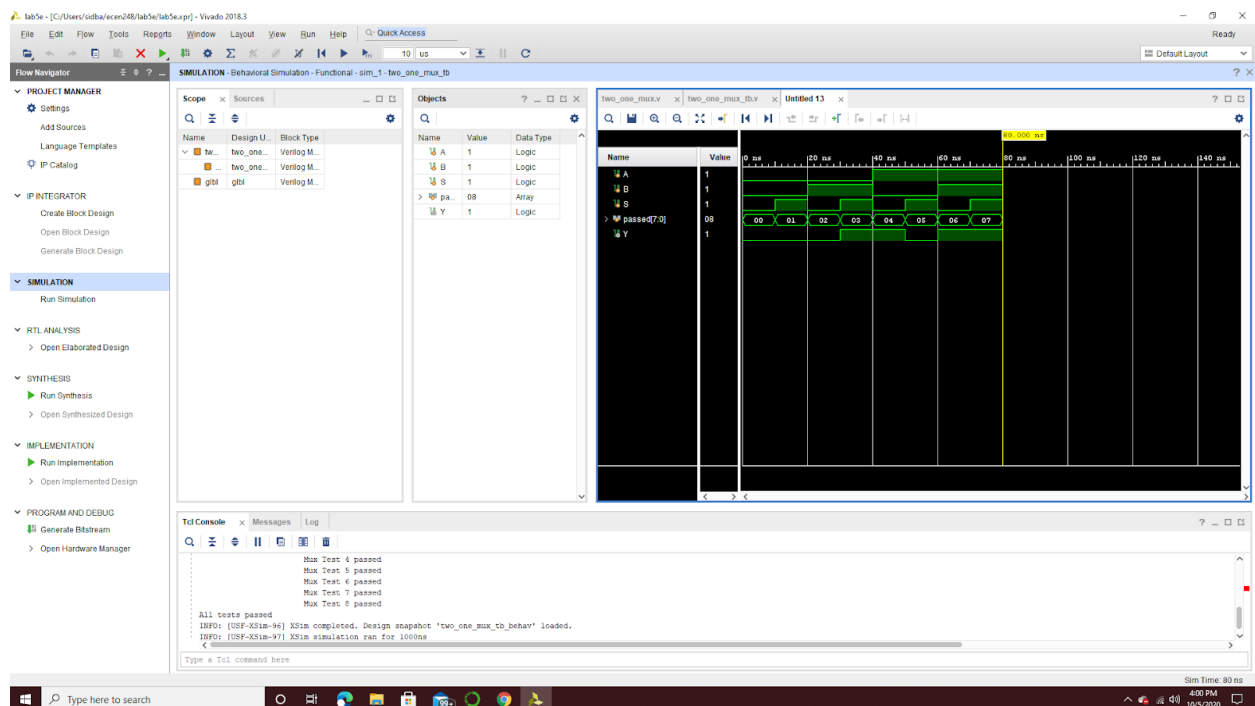 lab5e - [C:/Users/sidba/ecen248/lab5e/lab5e.xpr] - Vivado 2018.3
File Edit Flow Tools Reports Window Layout View Run Help Quick Access
Ready
10 us
Default Layout
Flow Navigator
SIMULATION - Behavioral Simulation - Functional - sim_1 - two_one_mux_tb
PROJECT MANAGER
Settings
Add Sources
Language Templates
IP Catalog
IP INTEGRATOR
Create Block Design
Open Block Design
Generate Block Design
SIMULATION
Run Simulation
RTL ANALYSIS
Open Elaborated Design
SYNTHESIS
Run Synthesis
Open Synthesized Design
IMPLEMENTATION
Run Implementation
Open Implemented Design
PROGRAM AND DEBUG
Generate Bitstream
Open Hardware Manager
Scope Sources
Name Design U... Block Type
tw... two_one... Verilog M...
... two_one... Verilog M...
glbl glbl Verilog M...
Objects
Name Value Data Type
A 1 Logic
B 1 Logic
S 1 Logic
pa... 08 Array
Y 1 Logic
two_one_mux.v two_one_mux_tb.v Untitled 13
80.000 ns
Name Value 0 ns 20 ns 40 ns 60 ns 80 ns 100 ns 120 ns 140 ns
A 1
B 1
S 1
passed[7:0] 08 00 01 02 03 04 05 06 07
Y 1
Tcl Console Messages Log
Mux Test 4 passed
Mux Test 5 passed
Mux Test 6 passed
Mux Test 7 passed
Mux Test 8 passed
All tests passed
INFO: [USF-XSim-96] XSim completed. Design snapshot 'two_one_mux_tb_behav' loaded.
INFO: [USF-XSim-97] XSim simulation ran for 1000ns
Type a Tcl command here
Sim Time: 80 ns
Type here to search
99+
4:00 PM
10/5/2020